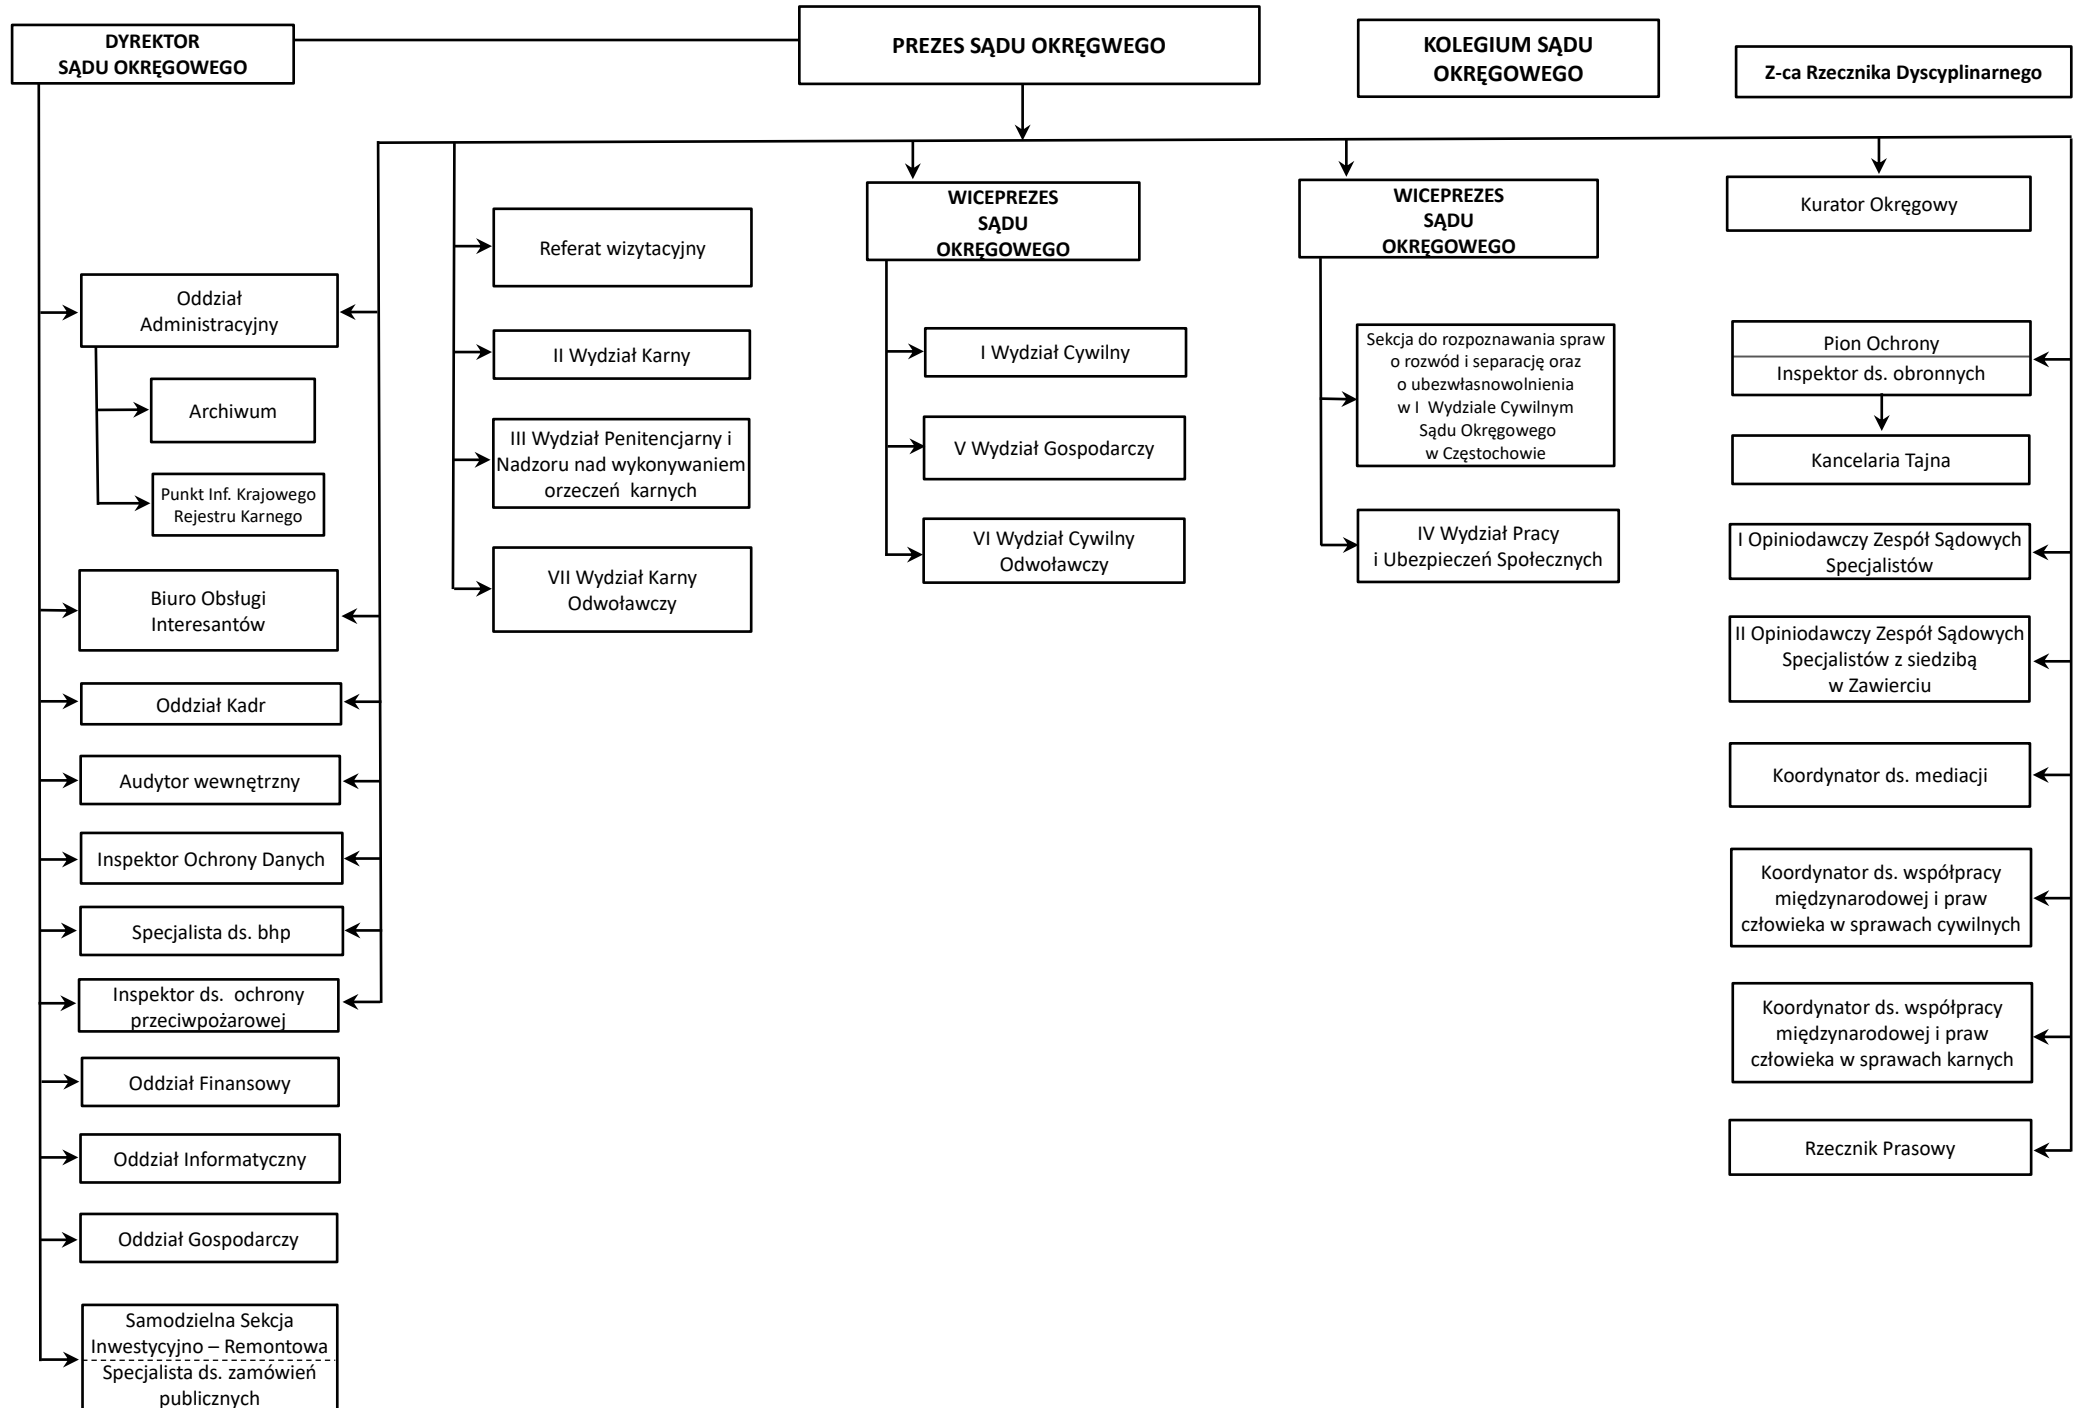 DYREKTOR
SĄDU OKRĘGOWEGO
PREZES SĄDU OKRĘGWEGO
KOLEGIUM SĄDU
OKRĘGOWEGO
Z-ca Rzecznika Dyscyplinarnego
Oddział
Administracyjny
Archiwum
Punkt Inf. Krajowego
Rejestru Karnego
Biuro Obsługi
Interesantów
Oddział Kadr
Audytor wewnętrzny
Inspektor Ochrony Danych
Specjalista ds. bhp
Inspektor ds. ochrony
przeciwpożarowej
Oddział Finansowy
Oddział Informatyczny
Oddział Gospodarczy
Samodzielna Sekcja
Inwestycyjno – Remontowa
Specjalista ds. zamówień
publicznych
Referat wizytacyjny
II Wydział Karny
III Wydział Penitencjarny i
Nadzoru nad wykonywaniem
orzeczeń karnych
VII Wydział Karny
Odwoławczy
WICEPREZES
SĄDU
OKRĘGOWEGO
I Wydział Cywilny
V Wydział Gospodarczy
VI Wydział Cywilny
Odwoławczy
WICEPREZES
SĄDU
OKRĘGOWEGO
Sekcja do rozpoznawania spraw
o rozwód i separację oraz
o ubezwłasnowolnienia
w I Wydziale Cywilnym
Sądu Okręgowego
w Częstochowie
IV Wydział Pracy
i Ubezpieczeń Społecznych
Kurator Okręgowy
Pion Ochrony
Inspektor ds. obronnych
Kancelaria Tajna
I Opiniodawczy Zespół Sądowych
Specjalistów
II Opiniodawczy Zespół Sądowych
Specjalistów z siedzibą
w Zawierciu
Koordynator ds. mediacji
Koordynator ds. współpracy
międzynarodowej i praw
człowieka w sprawach cywilnych
Koordynator ds. współpracy
międzynarodowej i praw
człowieka w sprawach karnych
Rzecznik Prasowy